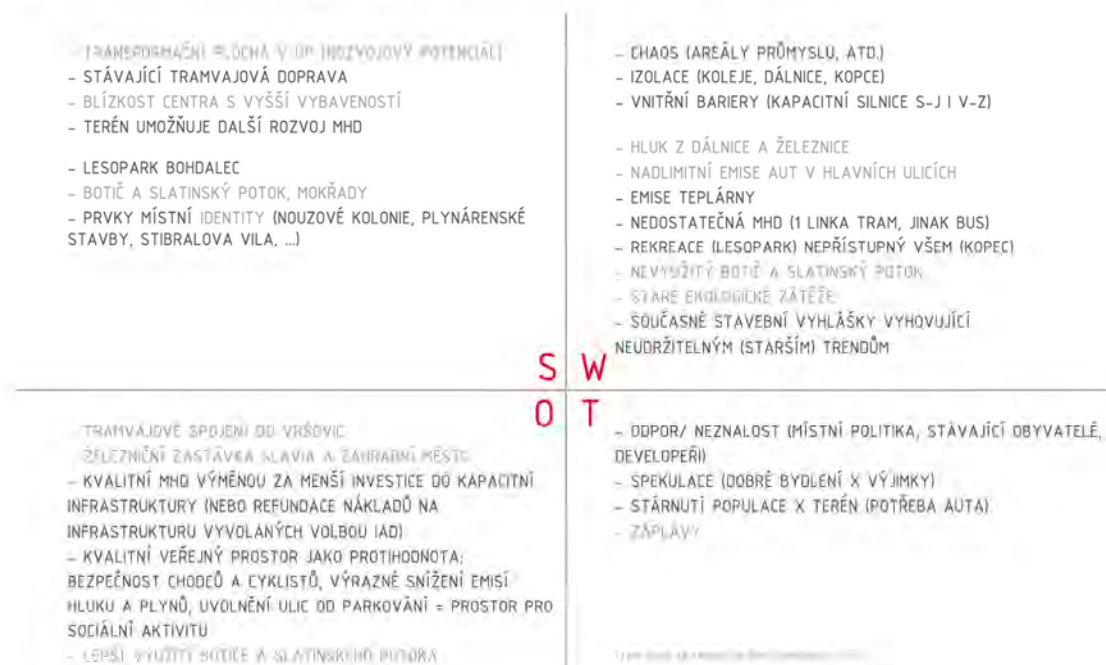 - TRANSFORMAČNÍ PLOCHA V ÚP (ROZVOJOVÝ POTENCIÁL)
- STÁVAJÍCÍ TRAMVAJOVÁ DOPRAVA
- BLÍZKOST CENTRA S VYŠŠÍ VYBAVENOSTÍ
- TERÉN UMOŽŇUJE DALŠÍ ROZVOJ MHD
- LESOPARK BOHDALEC
- BOTIČ A SLATINSKÝ POTOK, MOKŘADY
- PRVKY MÍSTNÍ IDENTITY (NOUZOVÉ KOLONIE, PLYNÁRENSKÉ
STAVBY, STIBRALOVA VILA, ...)
- CHAOS (AREÁLY PRŮMYSLU, ATD.)
- IZOLACE (KOLEJE, DÁLNICE, KOPCE)
- VNITŘNÍ BARIERY (KAPACITNÍ SILNICE S-J I V-Z)
- HLUK Z DÁLNICE A ŽELEZNICE
- NADLIMITNÍ EMISE AUT V HLAVNÍCH ULICÍCH
- EMISE TEPLÁRNY
- NEDOSTATEČNÁ MHD (1 LINKA TRAM, JINAK BUS)
- REKREACE (LESOPARK) NEPŘÍSTUPNÝ VŠEM (KOPEC)
- NEVYUŽITÝ BOTIČ A SLATINSKÝ POTOK
- STARÉ EKOLOGICKÉ ZÁTĚŽE
- SOUČASNÉ STAVEBNÍ VYHLÁŠKY VYHOVUJÍCÍ
NEUDRŽITELNÝM (STARŠÍM) TRENDŮM
S W
O T
- TRAMVAJOVÉ SPOJENÍ DO VRŠOVIC
- ŽELEZNIČNÍ ZASTÁVKA SLAVIA A ZAHRADNÍ MĚSTO
- KVALITNÍ MHD VÝMĚNOU ZA MENŠÍ INVESTICE DO KAPACITNÍ
INFRASTRUKTURY (NEBO REFUNDACE NÁKLADŮ NA
INFRASTRUKTURU VYVOLANÝCH VOLBOU IAD)
- KVALITNÍ VEŘEJNÝ PROSTOR JAKO PROTIHODNOTA:
BEZPEČNOST CHODCŮ A CYKLISTŮ, VÝRAZNÉ SNÍŽENÍ EMISÍ
HLUKU A PLYNŮ, UVOLNĚNÍ ULIC OD PARKOVÁNÍ = PROSTOR PRO
SOCIÁLNÍ AKTIVITU
- LEPŠÍ VYUŽITÍ BOTIČE A SLATINSKÉHO POTOKA
- ODPOR/ NEZNALOST (MÍSTNÍ POLITIKA, STÁVAJÍCÍ OBYVATELÉ,
DEVELOPEŘI)
- SPEKULACE (DOBRÉ BYDLENÍ X VÝJIMKY)
- STÁRNUTÍ POPULACE X TERÉN (POTŘEBA AUTA)
- ZÁPLAVY